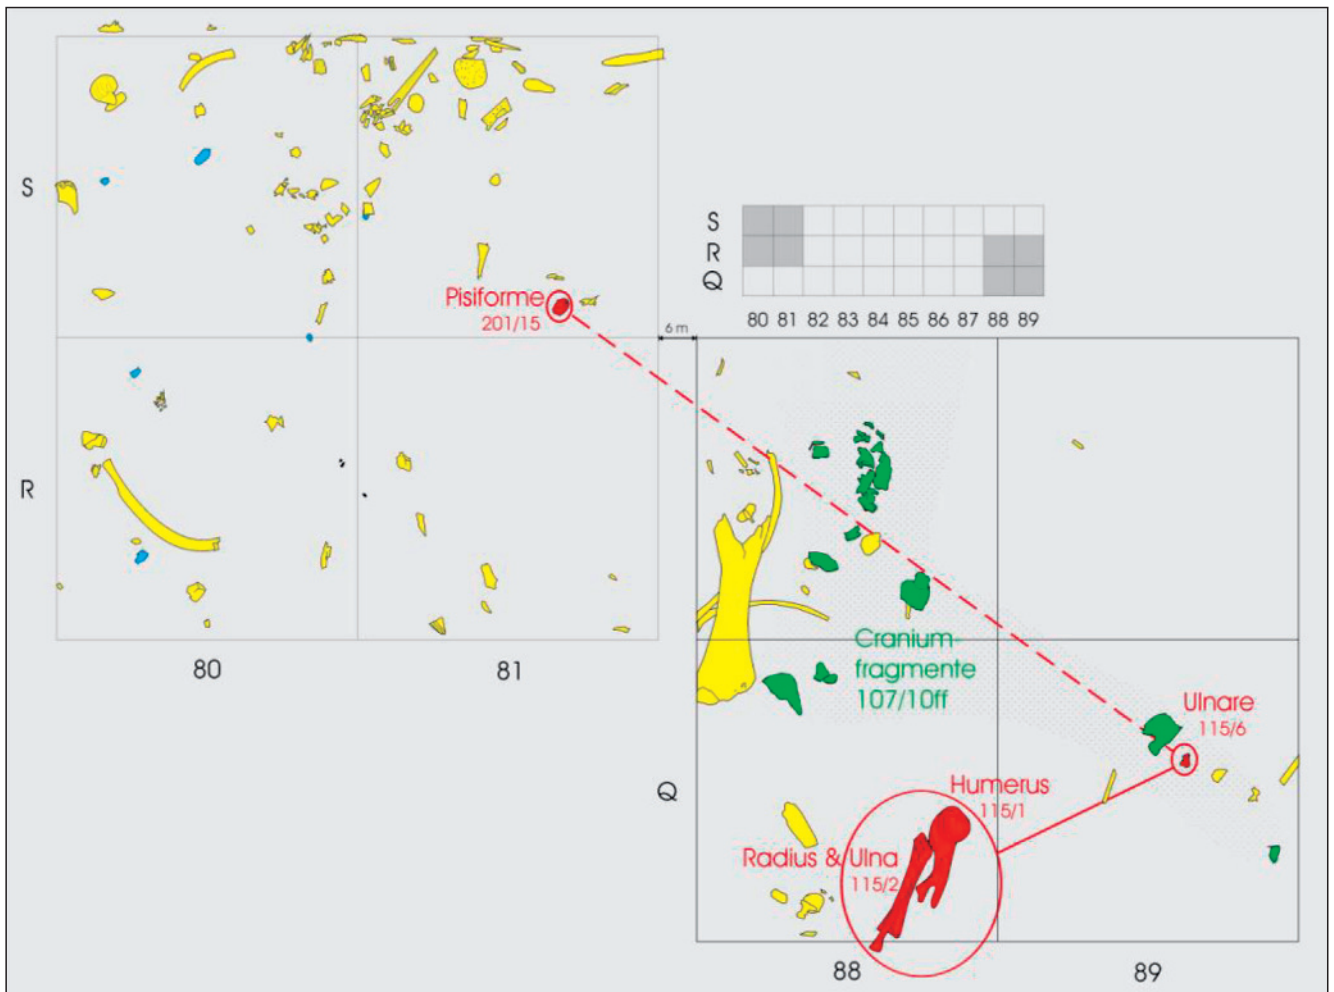 S
Pisiforme
201/15
R
80
81
S
R
Q
80 81 82 83 84 85 86 87 88 89
6 m
Cranium-
fragmente
107/10ff
Ulnare
115/6
Q
Humerus
115/1
Radius & Ulna
115/2
88
89